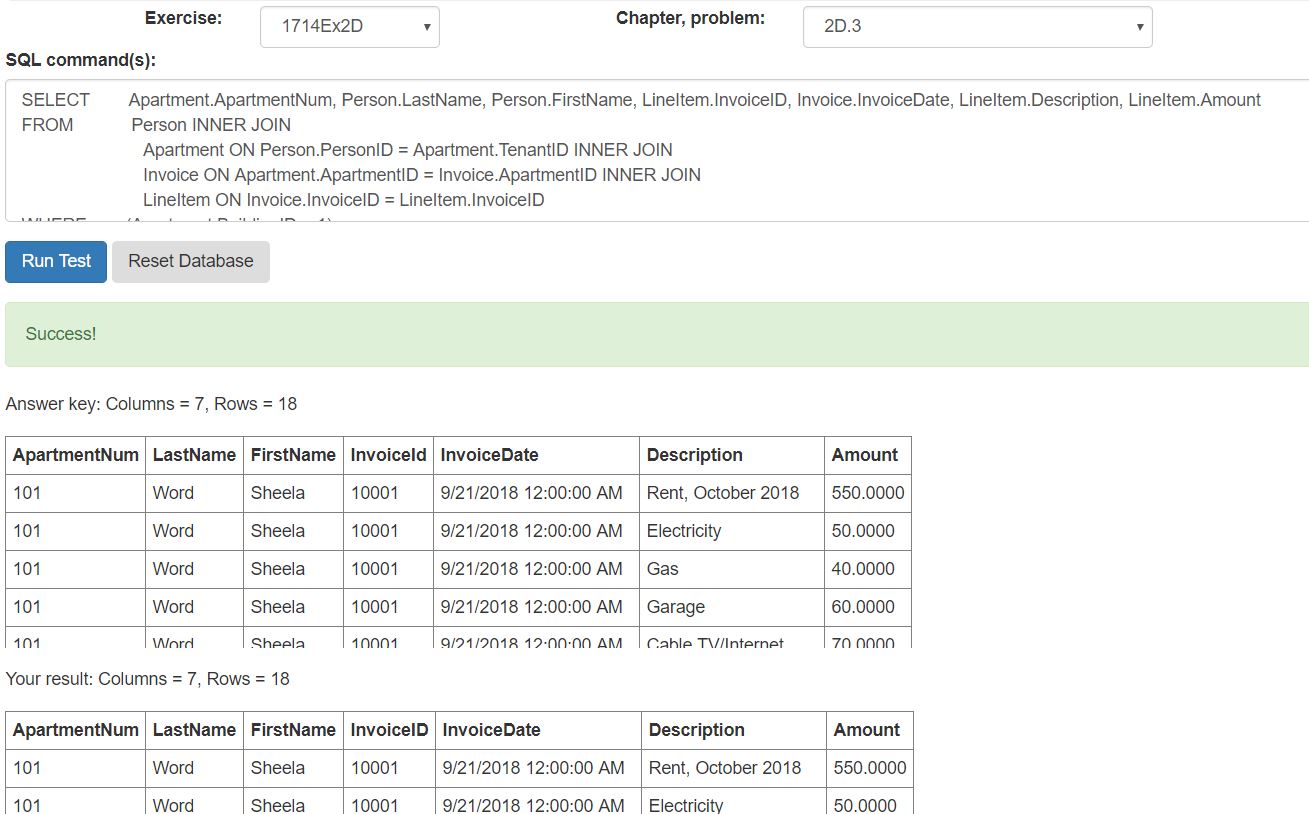 Exercise: 1714Ex2D Chapter, problem: 2D.3
SQL command(s):
SELECT Apartment.ApartmentNum, Person.LastName, Person.FirstName, LineItem.InvoiceID, Invoice.InvoiceDate, LineItem.Description, LineItem.Amount
FROM Person INNER JOIN
Apartment ON Person.PersonID = Apartment.TenantID INNER JOIN
Invoice ON Apartment.ApartmentID = Invoice.ApartmentID INNER JOIN
LineItem ON Invoice.InvoiceID = LineItem.InvoiceID
Run Test Reset Database
Success!
Answer key: Columns = 7, Rows = 18
ApartmentNum LastName FirstName InvoiceId InvoiceDate Description Amount
101 Word Sheela 10001 9/21/2018 12:00:00 AM Rent, October 2018 550.0000
101 Word Sheela 10001 9/21/2018 12:00:00 AM Electricity 50.0000
101 Word Sheela 10001 9/21/2018 12:00:00 AM Gas 40.0000
101 Word Sheela 10001 9/21/2018 12:00:00 AM Garage 60.0000
101 Word Sheela 10001 9/21/2018 12:00:00 AM Cable TV/Internet 70.0000
Your result: Columns = 7, Rows = 18
ApartmentNum LastName FirstName InvoiceID InvoiceDate Description Amount
101 Word Sheela 10001 9/21/2018 12:00:00 AM Rent, October 2018 550.0000
101 Word Sheela 10001 9/21/2018 12:00:00 AM Electricity 50.0000